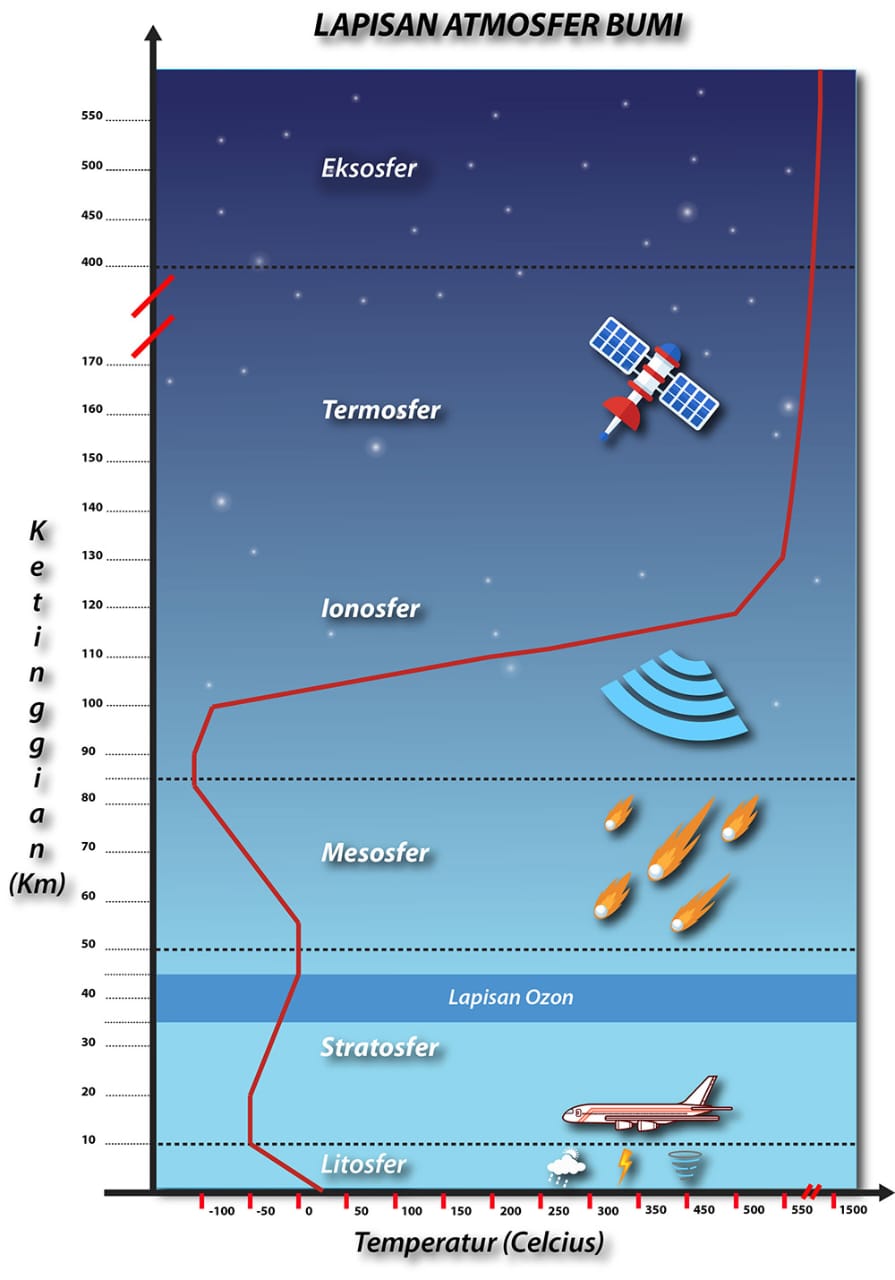 LAPISAN ATMOSFER BUMI
550
500
Eksosfer
450
400
170
160
Termosfer
150
140
130
120
Ionosfer
110
100
90
80
70
Mesosfer
60
50
40
Lapisan Ozon
30
Stratosfer
20
10
Litosfer
Ketinggian
(Km)
-100 -50 0 50 100 150 200 250 300 350 450 500 550 1500
Temperatur (Celcius)